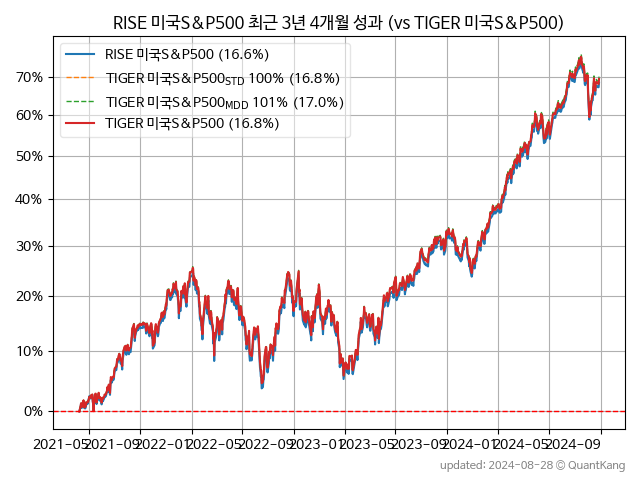 RISE 미국S&P500 최근 3년 4개월 성과 (vs TIGER 미국S&P500)
RISE 미국S&P500 (16.6%)
TIGER 미국S&P500STD 100% (16.8%)
TIGER 미국S&P500MDD 101% (17.0%)
TIGER 미국S&P500 (16.8%)
70%
60%
50%
40%
30%
20%
10%
0%
2021-05 2021-09 2022-01 2022-05 2022-09 2023-01 2023-05 2023-09 2024-01 2024-05 2024-09
updated: 2024-08-28 © QuantKang